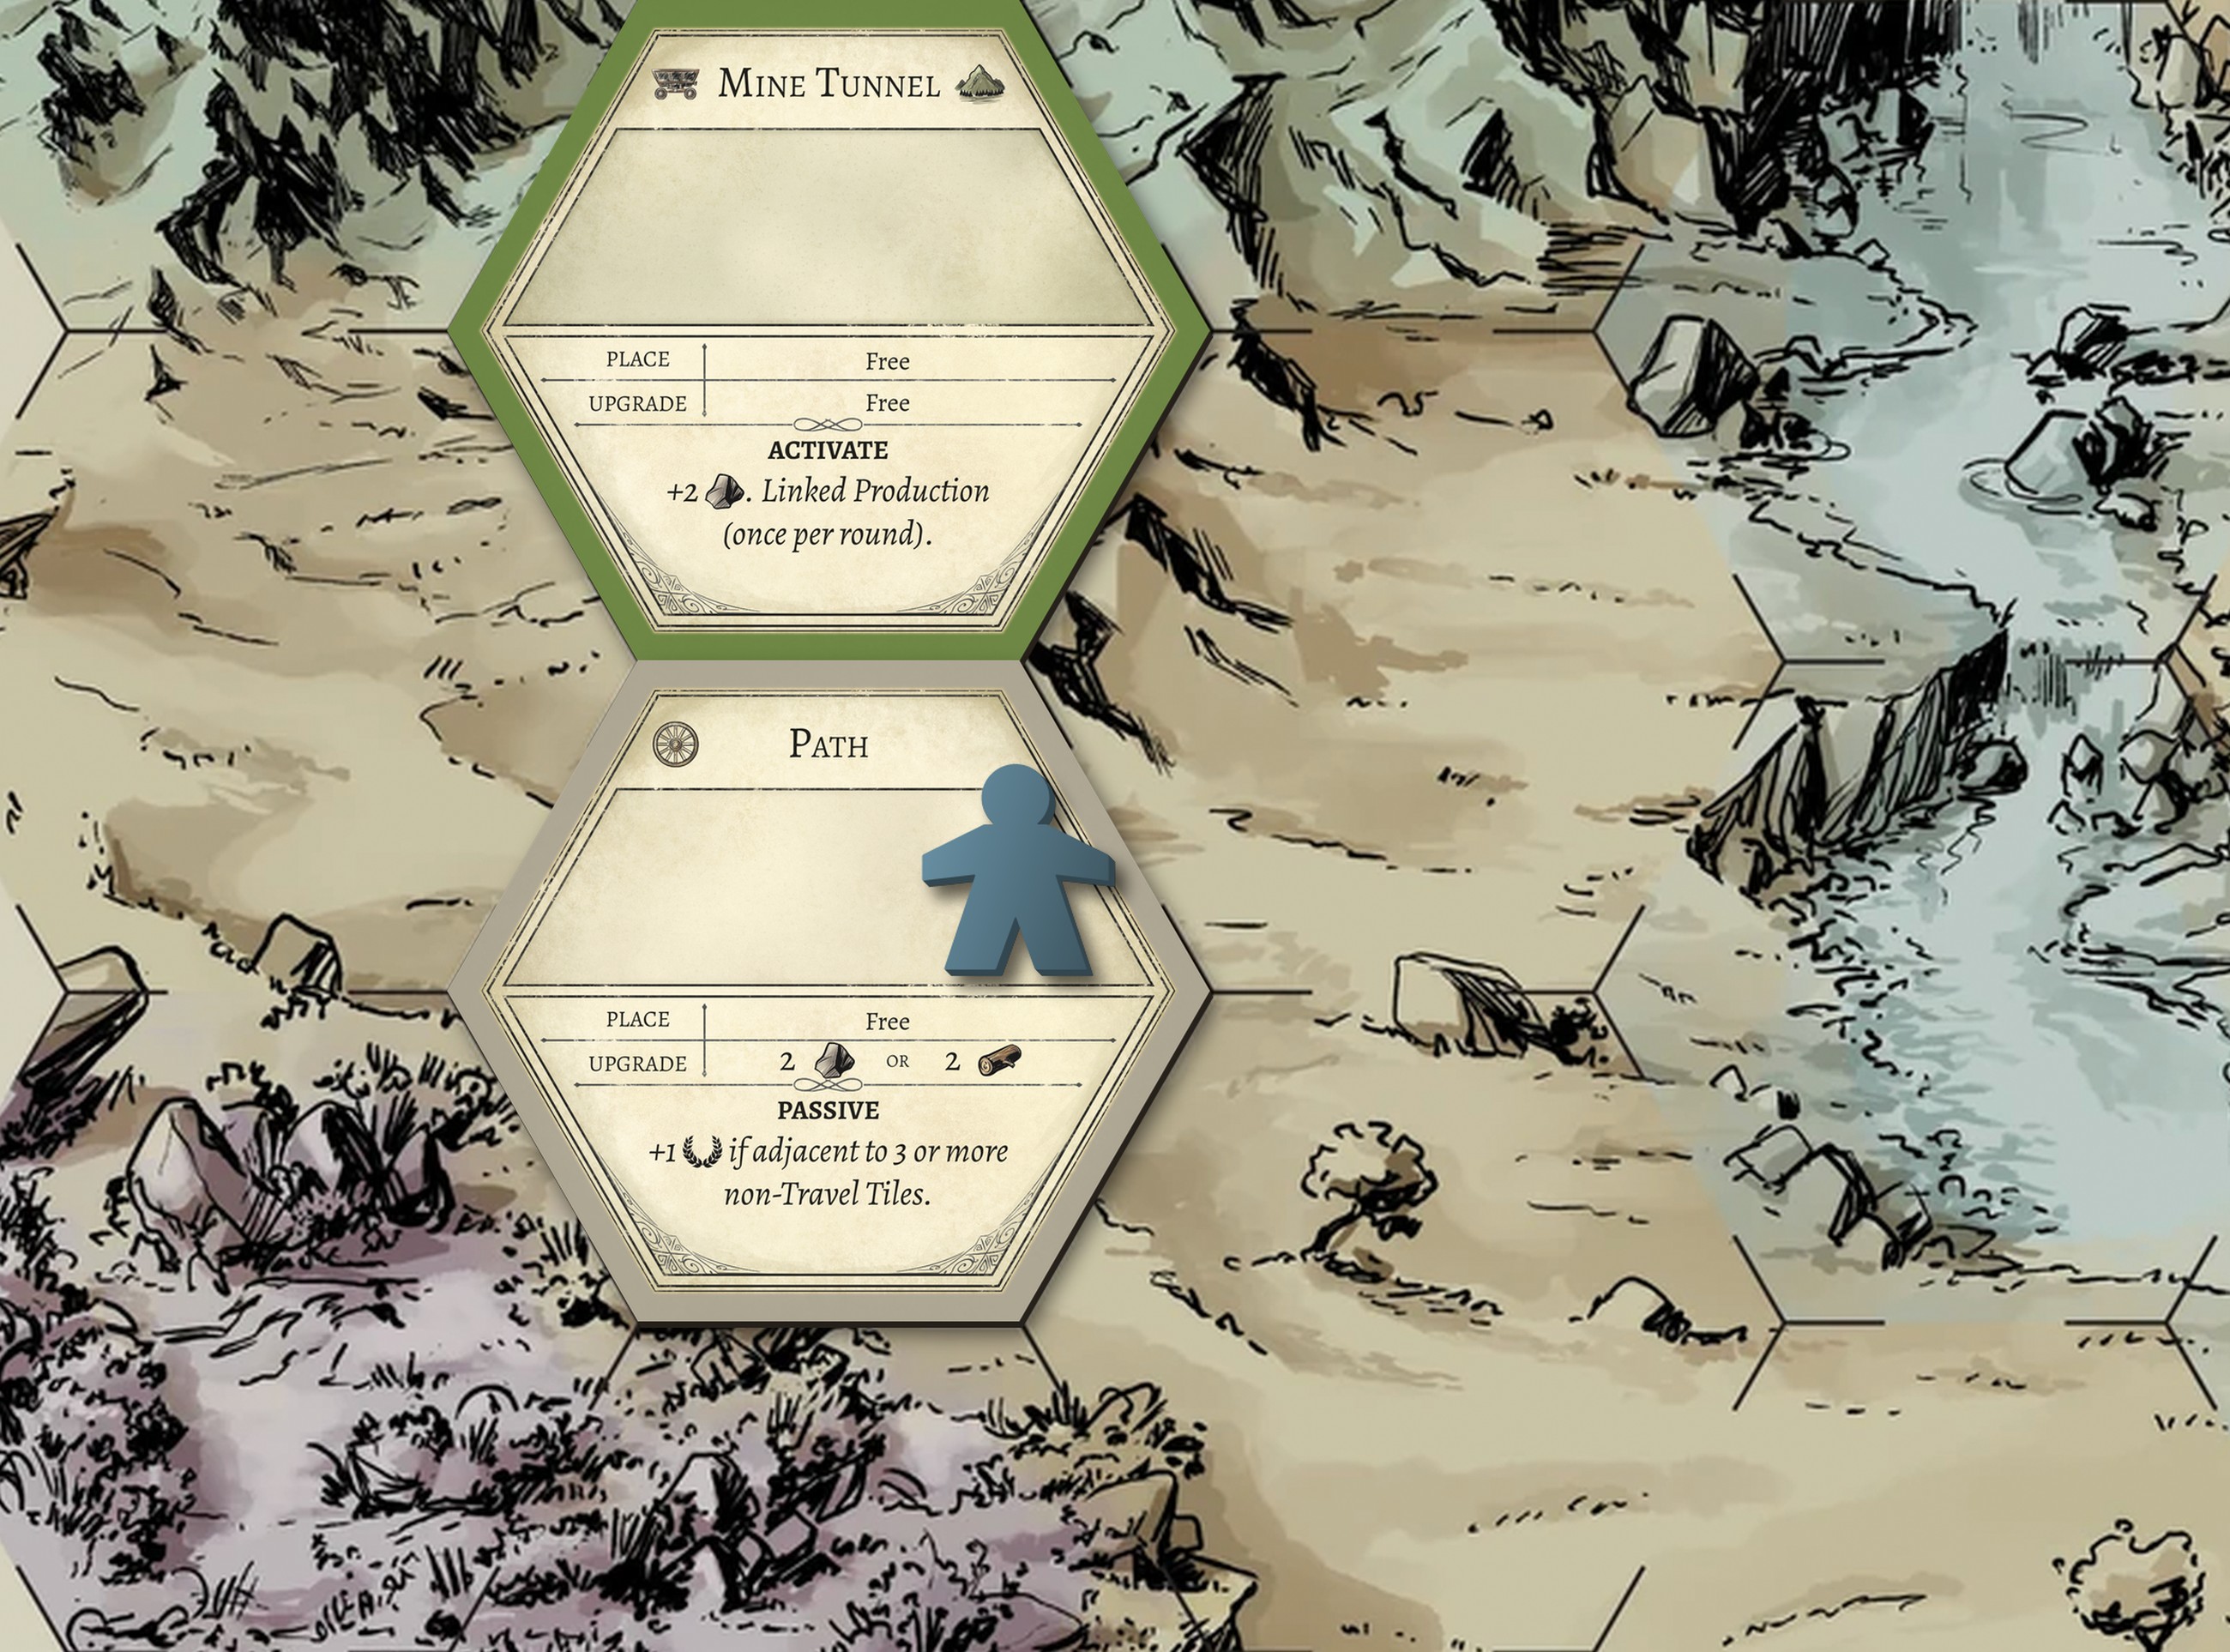 Mine Tunnel
PLACE Free
UPGRADE Free
ACTIVATE
+2 . Linked Production
(once per round).
Path
PLACE Free
UPGRADE 2 OR 2
PASSIVE
+1 if adjacent to 3 or more
non-Travel Tiles.